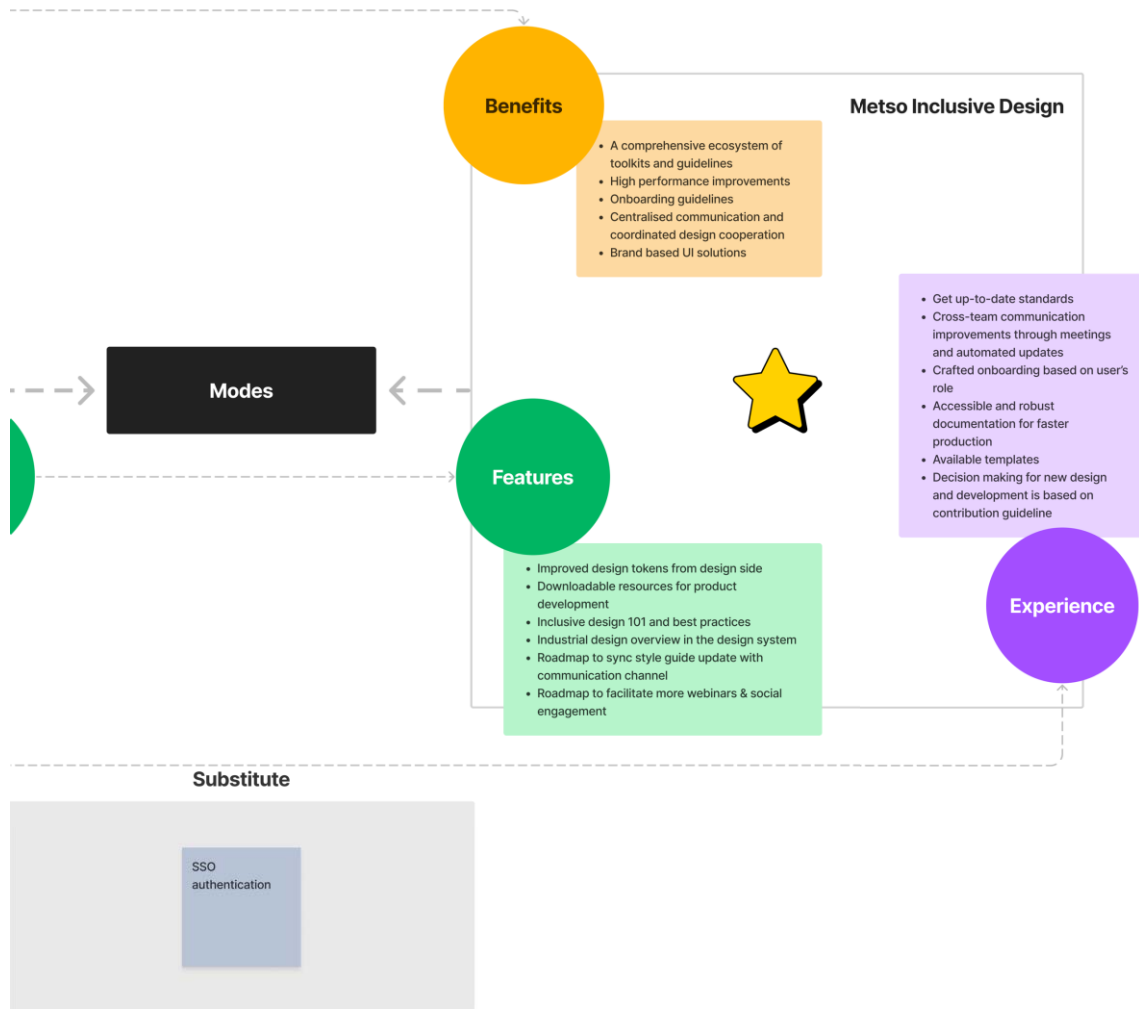 Benefits
Metso Inclusive Design
• A comprehensive ecosystem of
toolkits and guidelines
• High performance improvements
• Onboarding guidelines
• Centralised communication and
coordinated design cooperation
• Brand based UI solutions
• Get up-to-date standards
• Cross-team communication
improvements through meetings
and automated updates
• Crafted onboarding based on user's
role
• Accessible and robust
documentation for faster
production
• Available templates
• Decision making for new design
and development is based on
contribution guideline
Modes
Features
• Improved design tokens from design side
• Downloadable resources for product
development
• Inclusive design 101 and best practices
• Industrial design overview in the design system
• Roadmap to sync style guide update with
communication channel
• Roadmap to facilitate more webinars & social
engagement
Experience
Substitute
SSO
authentication